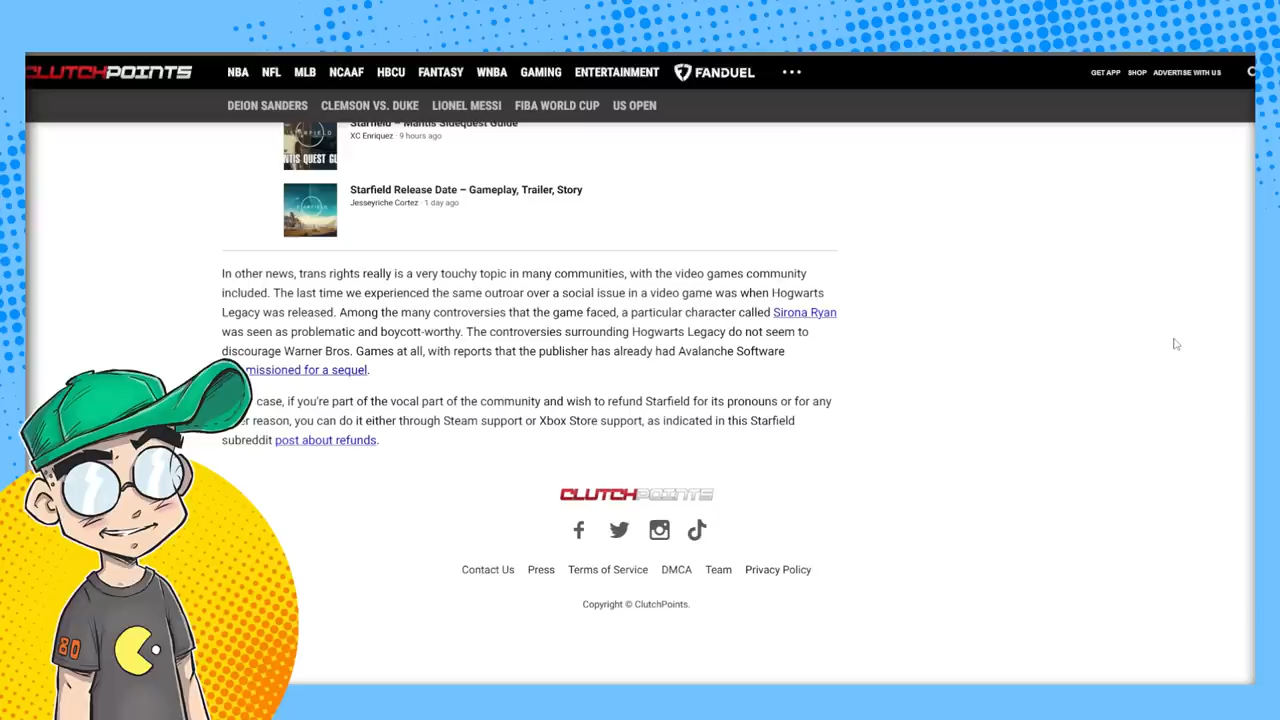 CLUTCHPOINTS NBA NFL MLB NCAAF HBCU FANTASY WNBA GAMING ENTERTAINMENT FANDUEL ••• GET APP SHOP ADVERTISE WITH US
DEION SANDERS CLEMSON VS. DUKE LIONEL MESSI FIBA WORLD CUP US OPEN
Starfield – Mantis Sidequest Guide
XC Enriquez · 9 hours ago
STARFIELD
NTIS QUEST GU
Starfield Release Date – Gameplay, Trailer, Story
Jesseyriche Cortez · 1 day ago
STARFIELD
In other news, trans rights really is a very touchy topic in many communities, with the video games community
included. The last time we experienced the same outroar over a social issue in a video game was when Hogwarts
Legacy was released. Among the many controversies that the game faced, a particular character called Sirona Ryan
was seen as problematic and boycott-worthy. The controversies surrounding Hogwarts Legacy do not seem to
discourage Warner Bros. Games at all, with reports that the publisher has already had Avalanche Software
missioned for a sequel.
case, if you're part of the vocal part of the community and wish to refund Starfield for its pronouns or for any
er reason, you can do it either through Steam support or Xbox Store support, as indicated in this Starfield
subreddit post about refunds.
CLUTCHPOINTS
Contact Us Press Terms of Service DMCA Team Privacy Policy
Copyright © ClutchPoints.
80